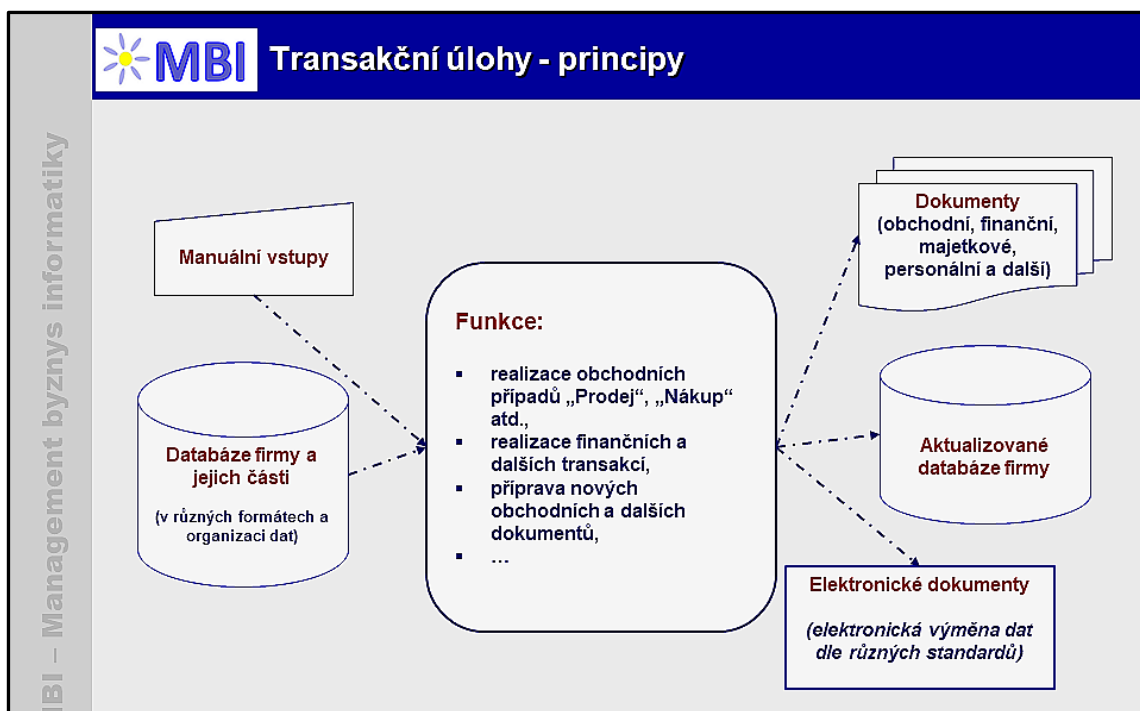 MBI
Transakční úlohy - principy
MBI – Management byznys informatiky
Manuální vstupy
Databáze firmy a
jejich části
(v různých formátech a
organizaci dat)
Funkce:
▪ realizace obchodních
případů „Prodej“, „Nákup“
atd.,
▪ realizace finančních a
dalších transakcí,
▪ příprava nových
obchodních a dalších
dokumentů,
▪ ...
Dokumenty
(obchodní, finanční,
majetkové,
personální a další)
Aktualizované
databáze firmy
Elektronické dokumenty
(elektronická výměna dat
dle různých standardů)